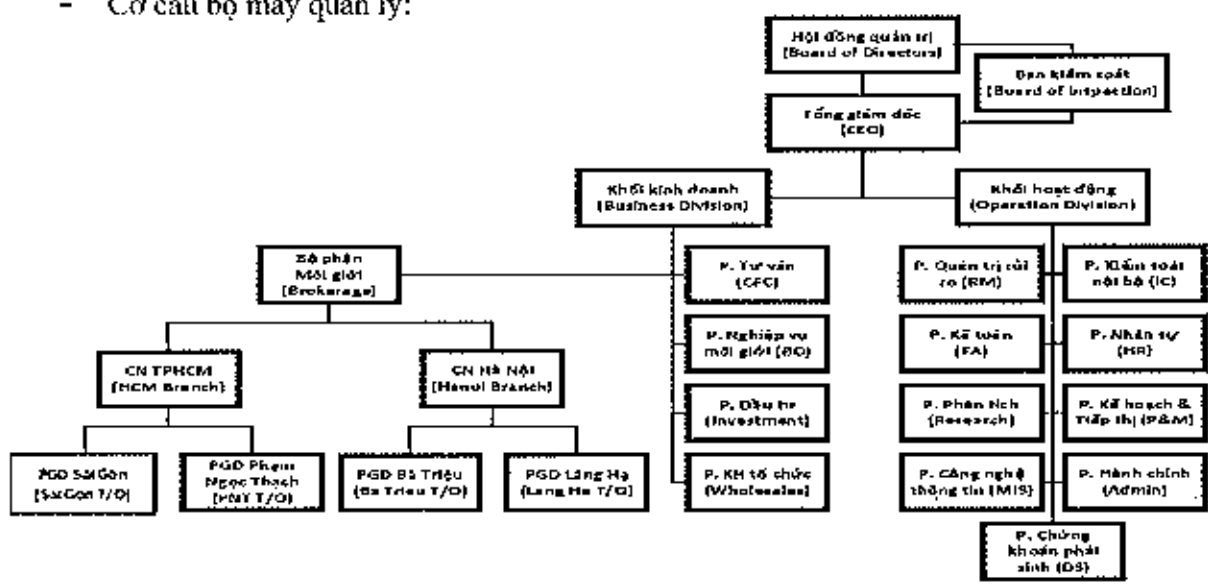 - Cơ cấu bộ máy quản lý:
Hội đồng quản trị
(Board of Directors)
Ban kiểm soát
(Board of Inspection)
Tổng giám đốc
(CEO)
Khối kinh doanh
(Business Division)
Khối hoạt động
(Operation Division)
Bộ phận
Môi giới
(Brokerage)
P. Tư vấn
(CFC)
P. Quản trị rủi
ro (RM)
P. Kiểm soát
nội bộ (IC)
P. Nghiệp vụ
môi giới (BO)
P. Kế toán
(FA)
P. Nhân sự
(HR)
CN TPHCM
(HCM Branch)
CN Hà Nội
(Hanoi Branch)
P. Đầu tư
(Investment)
P. Phân tích
(Research)
P. Kế hoạch &
Tiếp thị (P&M)
PGD SàiGòn
(SaiGon T/O)
PGD Phạm
Ngọc Thạch
(PNT T/O)
PGD Bà Triệu
(Ba Trieu T/O)
PGD Láng Hạ
(Lang Ha T/O)
P. KH tổ chức
(Wholesales)
P. Công nghệ
thông tin (MIS)
P. Hành chính
(Admin)
P. Chứng
khoán phái
sinh (DS)